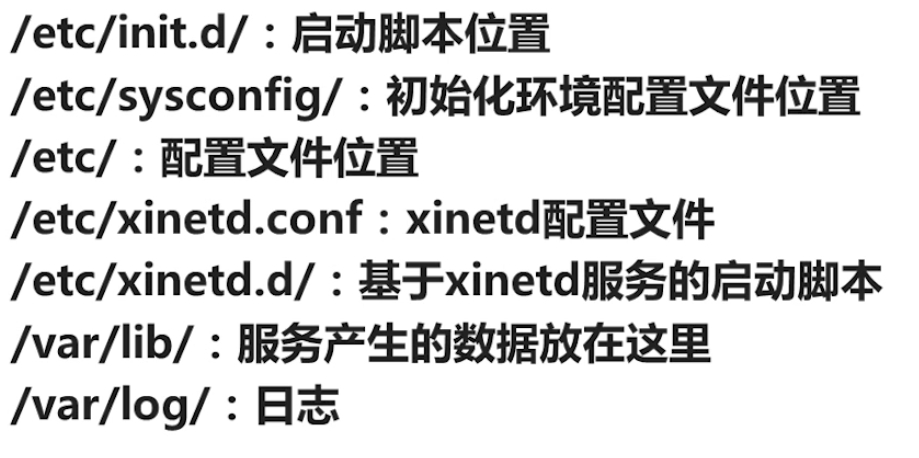 /etc/init.d/：启动脚本位置
/etc/sysconfig/：初始化环境配置文件位置
/etc/：配置文件位置
/etc/xinetd.conf：xinetd配置文件
/etc/xinetd.d/：基于xinetd服务的启动脚本
/var/lib/：服务产生的数据放在这里
/var/log/：日志